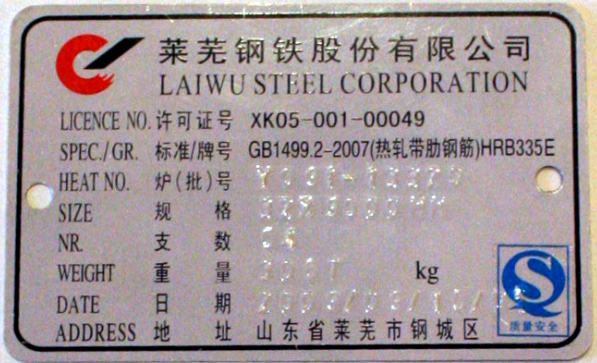 莱芜钢铁股份有限公司
LAIWU STEEL CORPORATION
LICENCE NO. 许可证号 XK05-001-00049
SPEC./GR. 标准/牌号 GB1499.2-2007(热轧带肋钢筋)HRB335E
HEAT NO. 炉(批)号
SIZE 规格
NR. 支数
WEIGHT 重量 kg
DATE 日期
ADDRESS 地址 山东省莱芜市钢城区
质量安全